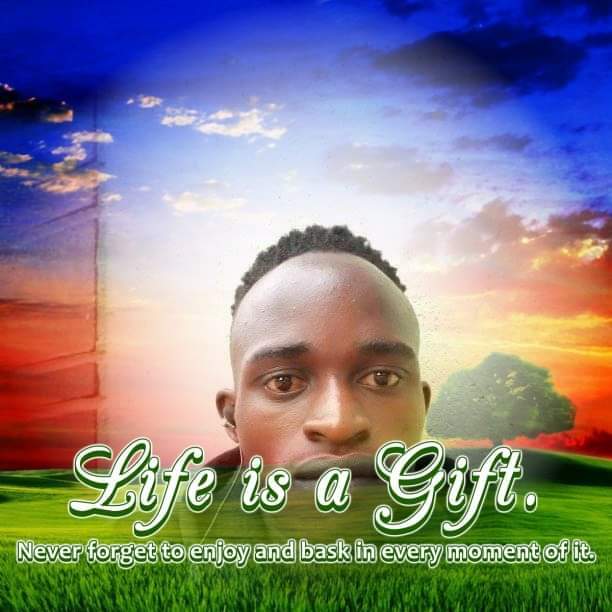 Life is a Gift.
Never forget to enjoy and bask in every moment of it.